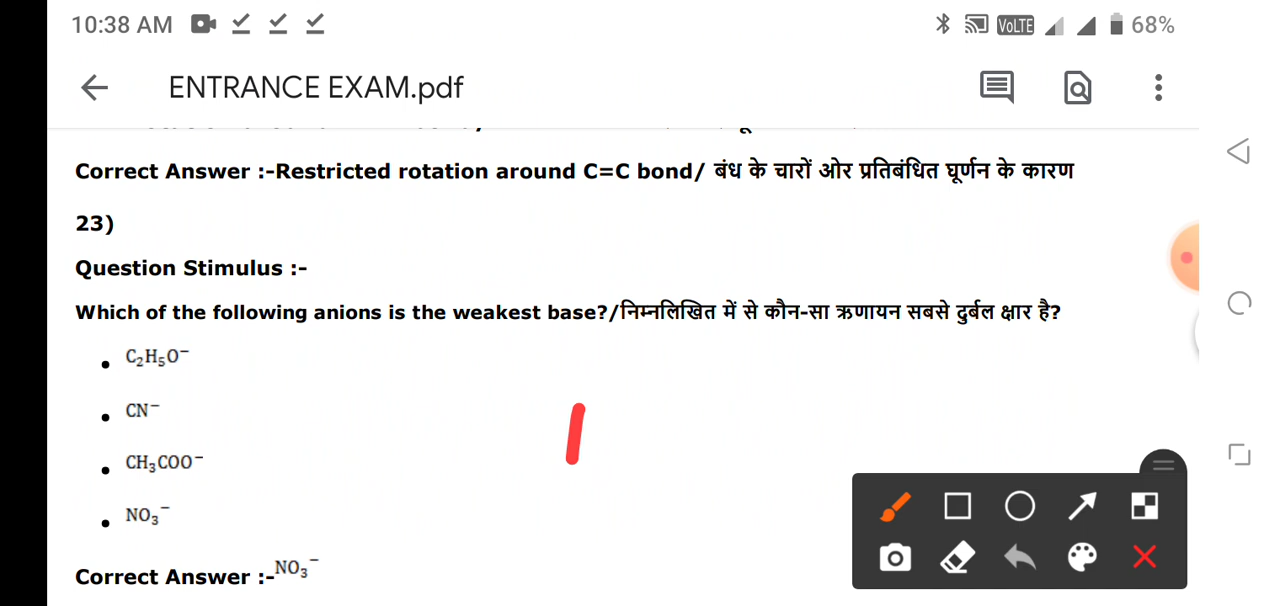 10:38 AM VoLTE 68%
ENTRANCE EXAM.pdf
Correct Answer :-Restricted rotation around C=C bond/ बंध के चारों ओर प्रतिबंधित घूर्णन के कारण
23)
Question Stimulus :-
Which of the following anions is the weakest base?/निम्नलिखित में से कौन-सा ऋणायन सबसे दुर्बल क्षार है?
• C₂H₅O⁻
• CN⁻
• CH₃COO⁻
• NO₃⁻
Correct Answer :-NO₃⁻